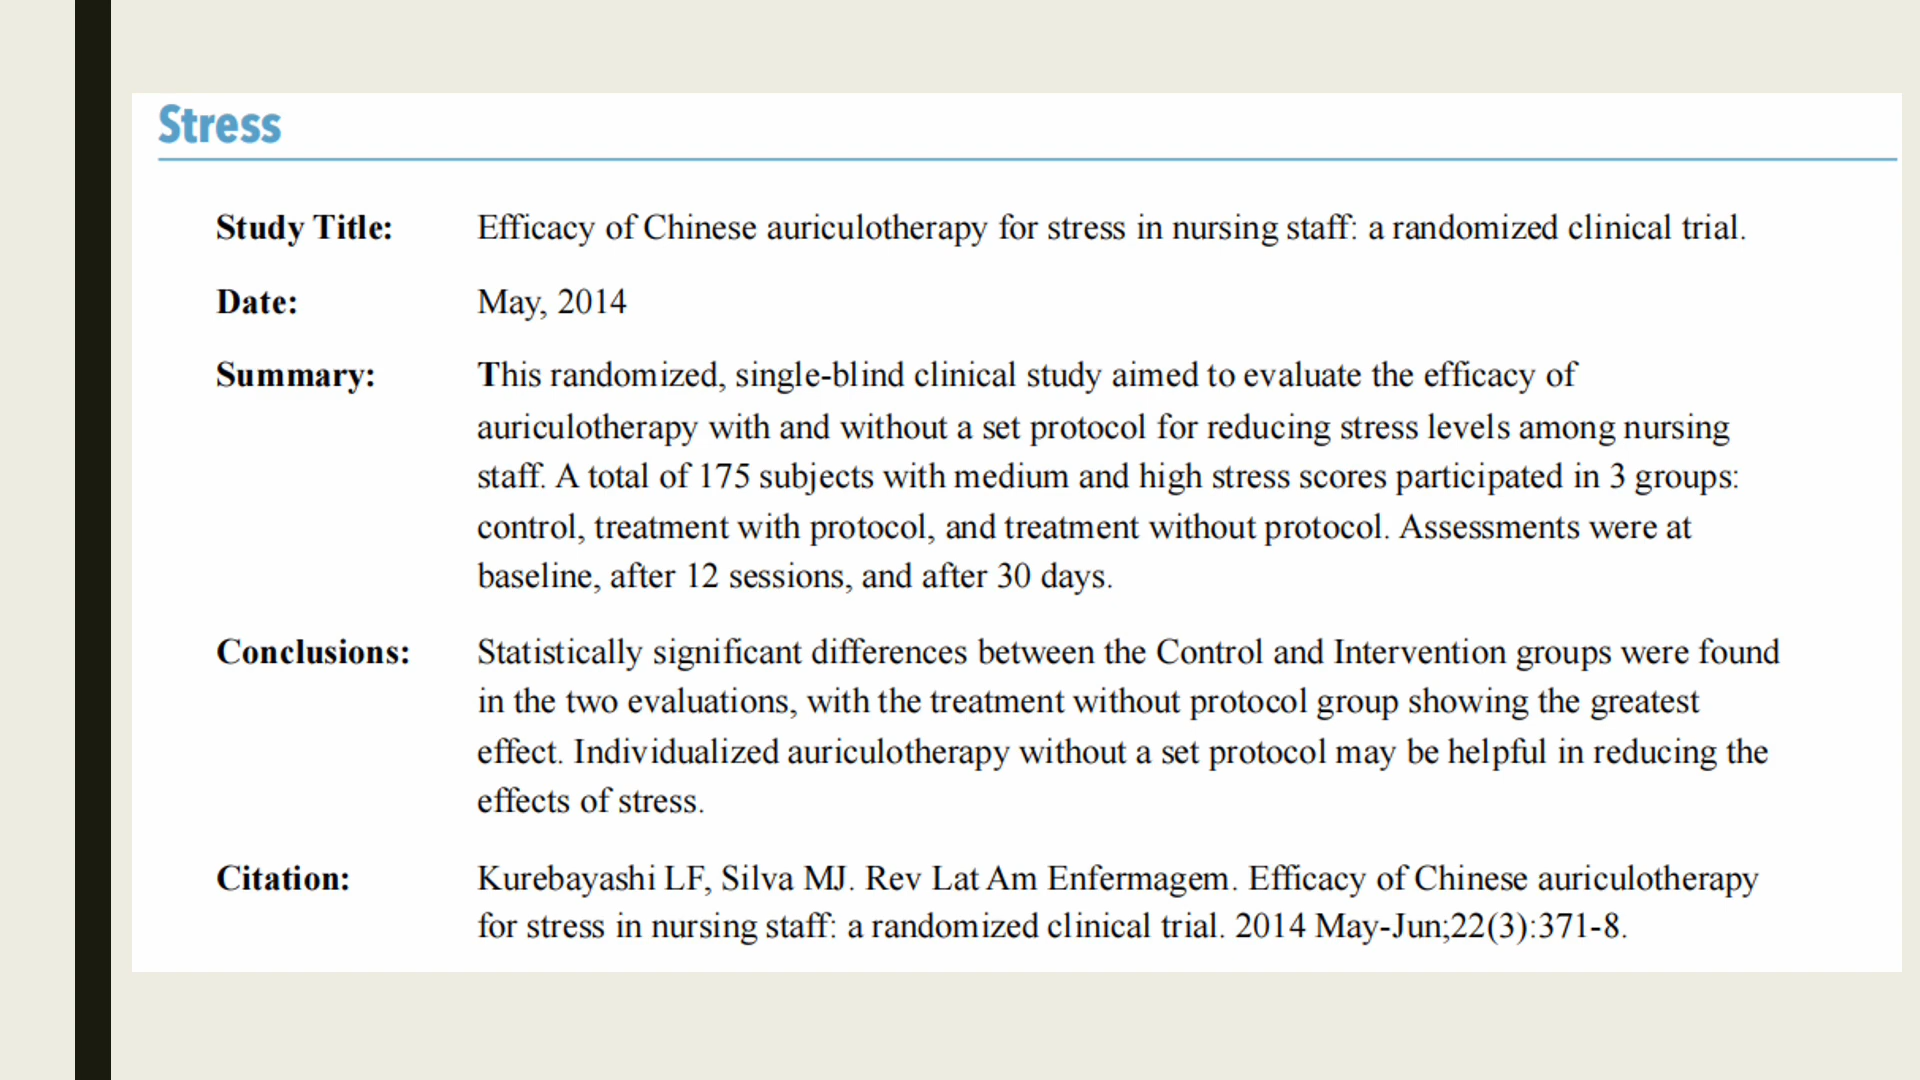 Stress
Study Title: Efficacy of Chinese auriculotherapy for stress in nursing staff: a randomized clinical trial.
Date: May, 2014
Summary: This randomized, single-blind clinical study aimed to evaluate the efficacy of
auriculotherapy with and without a set protocol for reducing stress levels among nursing
staff. A total of 175 subjects with medium and high stress scores participated in 3 groups:
control, treatment with protocol, and treatment without protocol. Assessments were at
baseline, after 12 sessions, and after 30 days.
Conclusions: Statistically significant differences between the Control and Intervention groups were found
in the two evaluations, with the treatment without protocol group showing the greatest
effect. Individualized auriculotherapy without a set protocol may be helpful in reducing the
effects of stress.
Citation: Kurebayashi LF, Silva MJ. Rev Lat Am Enfermagem. Efficacy of Chinese auriculotherapy
for stress in nursing staff: a randomized clinical trial. 2014 May-Jun;22(3):371-8.